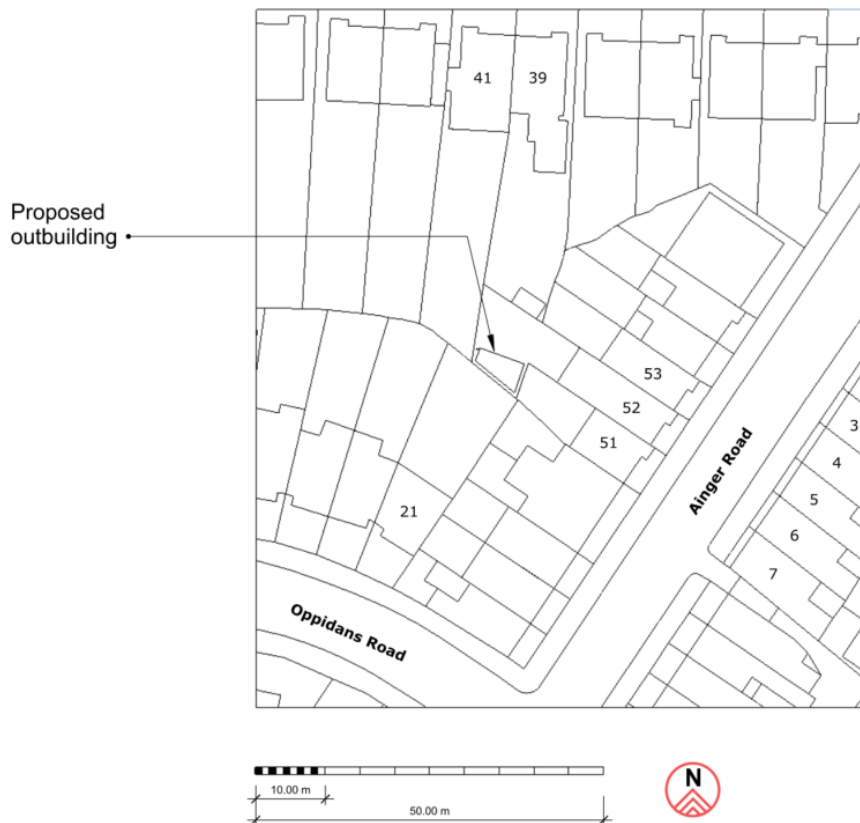 41
39
Proposed
outbuilding
53
52
51
3
4
5
6
7
21
Ainger Road
Oppidans Road
10.00 m
50.00 m
N